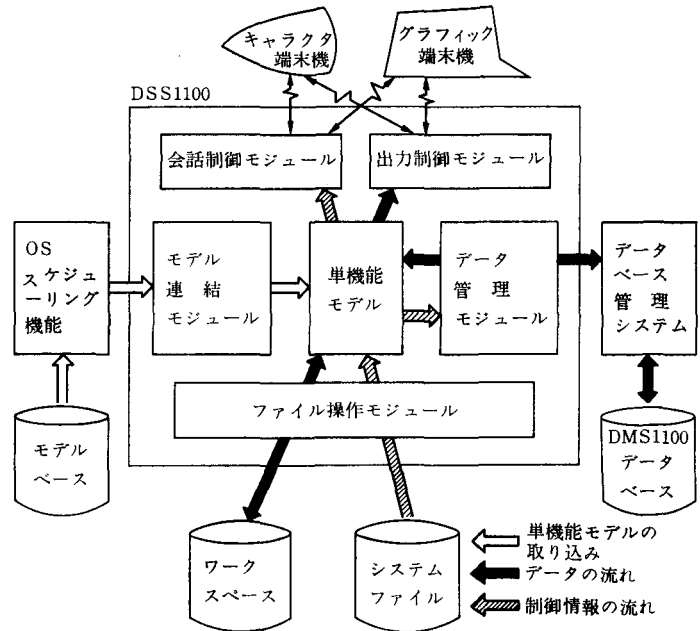 キャラクタ
端末機
グラフィック
端末機
DSS1100
会話制御モジュール
出力制御モジュール
OS
スケジュ
ーリング
機能
モデル
連結
モジュール
単機能
モデル
データ
管理
モジュール
データ
ベース
管理
システム
ファイル操作モジュール
モデル
ベース
DMS1100
データ
ベース
ワーク
スペース
システム
ファイル
単機能モデルの
取り込み
データの流れ
制御情報の流れ